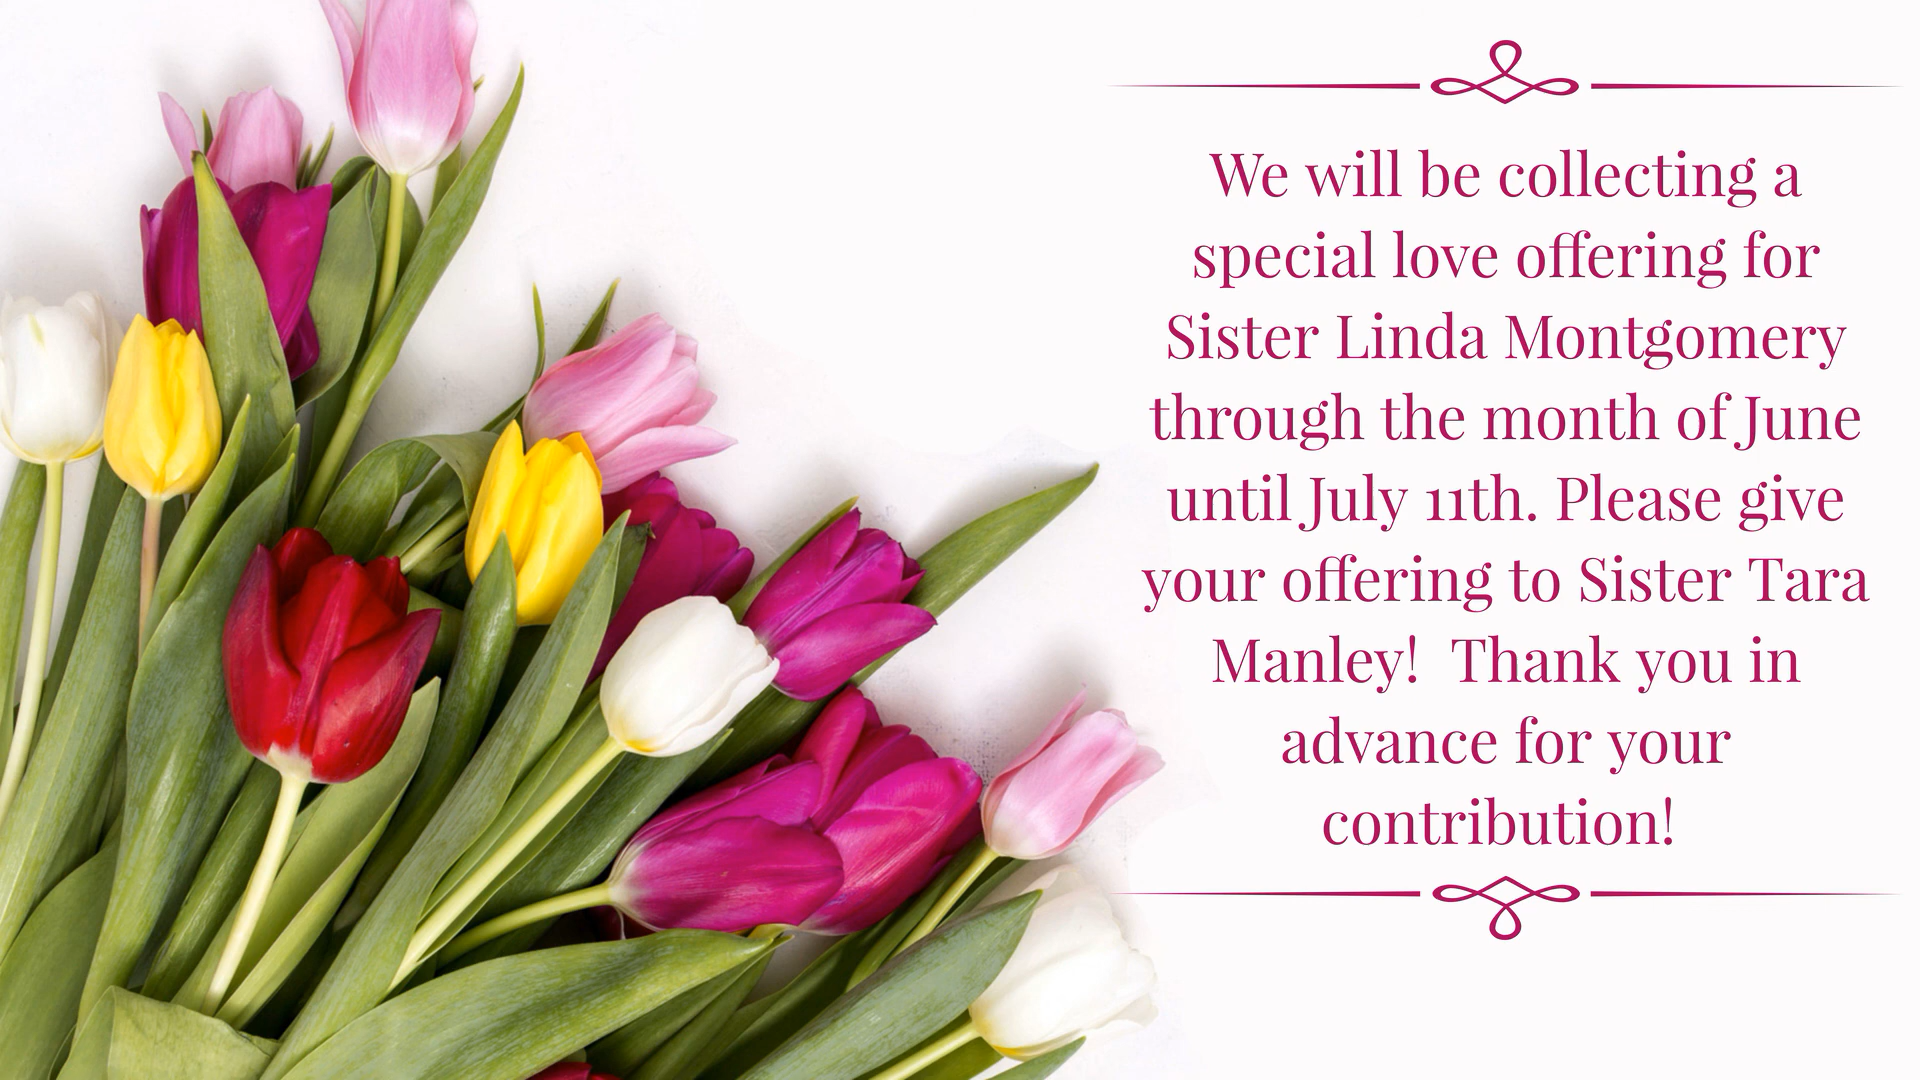 We will be collecting a
special love offering for
Sister Linda Montgomery
through the month of June
until July 11th. Please give
your offering to Sister Tara
Manley!  Thank you in
advance for your
contribution!